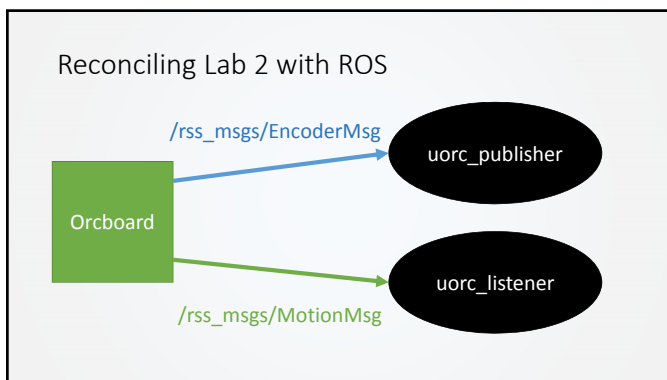 Reconciling Lab 2 with ROS
/rss_msgs/EncoderMsg
uorc_publisher
Orcboard
uorc_listener
/rss_msgs/MotionMsg